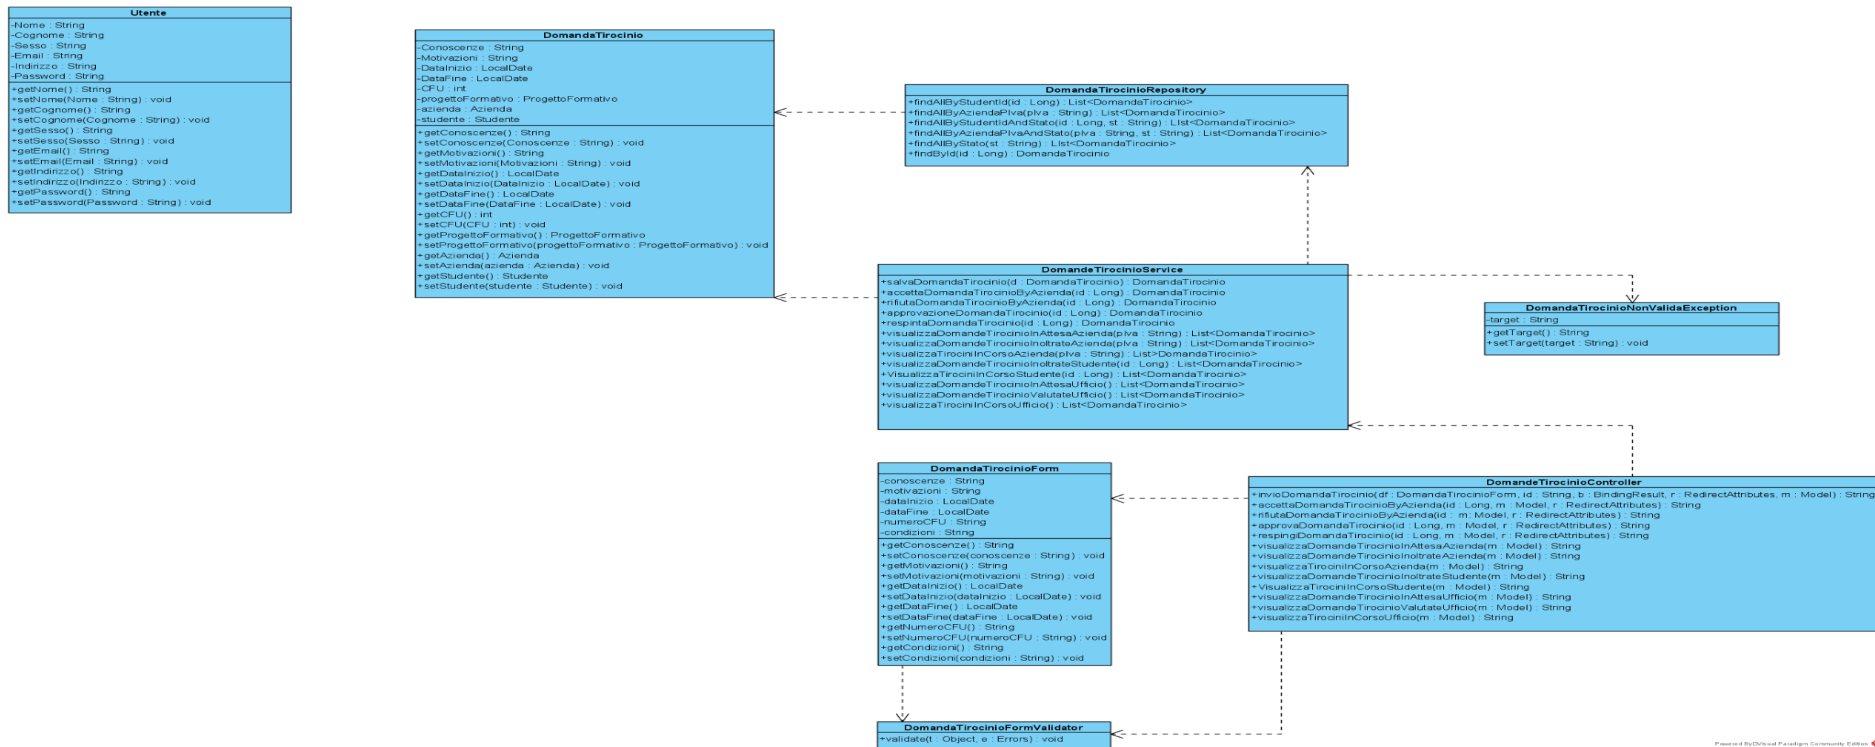 Utente
-Nome : String
-Cognome : String
-Sesso : String
-Email : String
-Indirizzo : String
-Password : String
+getNome() : String
+setNome(Nome : String) : void
+getCognome() : String
+setCognome(Cognome : String) : void
+getSesso() : String
+setSesso(Sesso : String) : void
+getEmail() : String
+setEmail(Email : String) : void
+getIndirizzo() : String
+setIndirizzo(Indirizzo : String) : void
+getPassword() : String
+setPassword(Password : String) : void
DomandaTirocinio
-Conoscenze : String
-Motivazioni : String
-DataInizio : LocalDate
-DataFine : LocalDate
-CFU : int
-progettoFormativo : ProgettoFormativo
-azienda : Azienda
-studente : Studente
+getConoscenze() : String
+setConoscenze(Conoscenze : String) : void
+getMotivazioni() : String
+setMotivazioni(Motivazioni : String) : void
+getDataInizio() : LocalDate
+setDataInizio(DataInizio : LocalDate) : void
+getDataFine() : LocalDate
+setDataFine(DataFine : LocalDate) : void
+getCFU() : int
+setCFU(CFU : int) : void
+getProgettoFormativo() : ProgettoFormativo
+setProgettoFormativo(progettoFormativo : ProgettoFormativo) : void
+getAzienda() : Azienda
+setAzienda(azienda : Azienda) : void
+getStudente() : Studente
+setStudente(studente : Studente) : void
DomandaTirocinioRepository
+findAllByStudentId(id : Long) : List<DomandaTirocinio>
+findAllByAziendaPIva(pIva : String) : List<DomandaTirocinio>
+findAllByStudentIdAndStato(id : Long, st : String) : LIst<DomandaTirocinio>
+findAllByAziendaPIvaAndStato(pIva : String, st : String) : List<DomandaTirocinio>
+findAllByStato(st : String) : LIst<DomandaTirocinio>
+findById(id : Long) : DomandaTirocinio
DomandeTirocinioService
+salvaDomandaTirocinio(d : DomandaTirocinio) : DomandaTirocinio
+accettaDomandaTirocinioByAzienda(id : Long) : DomandaTirocinio
+rifiutaDomandaTirocinioByAzienda(id : Long) : DomandaTirocinio
+approvazioneDomandaTirocinio(id : Long) : DomandaTirocinio
+respintaDomandaTirocinio(id : Long) : DomandaTirocinio
+visualizzaDomandeTirocinioInAttesaAzienda(pIva : String) : List<DomandaTirocinio>
+visualizzaDomandeTirocinioInoltrateAzienda(pIva : String) : List<DomandaTirocinio>
+visualizzaTirociniInCorsoAzienda(pIva : String) : List>DomandaTirocinio>
+visualizzaDomandeTirocinioInoltrateStudente(id : Long) : List<DomandaTirocinio>
+VisualizzaTirociniInCorsoStudente(id : Long) : List<DomandaTirocinio>
+visualizzaDomandeTirocinioInAttesaUfficio() : List<DomandaTirocinio>
+visualizzaDomandeTirocinioValutateUfficio() : List<DomandaTirocinio>
+visualizzaTirociniInCorsoUfficio() : List<DomandaTirocinio>
DomandaTirocinioNonValidaException
-target : String
+getTarget() : String
+setTarget(target : String) : void
DomandaTirocinioForm
-conoscenze : String
-motivazioni : String
-dataInizio : LocalDate
-dataFine : LocalDate
-numeroCFU : String
-condizioni : String
+getConoscenze() : String
+setConoscenze(conoscenze : String) : void
+getMotivazioni() : String
+setMotivazioni(motivazioni : String) : void
+getDataInizio() : LocalDate
+setDataInizio(dataInizio : LocalDate) : void
+getDataFine() : LocalDate
+setDataFine(dataFine : LocalDate) : void
+getNumeroCFU() : String
+setNumeroCFU(numeroCFU : String) : void
+getCondizioni() : String
+setCondizioni(condizioni : String) : void
DomandeTirocinioController
+invioDomandaTirocinio(df : DomandaTirocinioForm, id : String, b : BindingResult, r : RedirectAttributes, m : Model) : String
+accettaDomandaTirocinioByAzienda(id : Long, m : Model, r : RedirectAttributes) : String
+rifiutaDomandaTirocinioByAzienda(id : m: Model, r : RedirectAttributes) : String
+approvaDomandaTirocinio(id : Long, m : Model, r : RedirectAttributes) : String
+respingiDomandaTirocinio(id : Long, m : Model, r : RedirectAttributes) : String
+visualizzaDomandeTirocinioInAttesaAzienda(m : Model) : String
+visualizzaDomandeTirocinioInoltrateAzienda(m : Model) : String
+visualizzaTirociniInCorsoAzienda(m : Model) : String
+visualizzaDomandeTirocinioInoltrateStudente(m : Model) : String
+VisualizzaTirociniInCorsoStudente(m : Model) : String
+visualizzaDomandeTirocinioInAttesaUfficio(m : Model) : String
+visualizzaDomandeTirocinioValutateUfficio(m : Model) : String
+visualizzaTirociniInCorsoUfficio(m : Model) : String
DomandaTirocinioFormValidator
+validate(t : Object, e : Errors) : void
Powered By Visual Paradigm Community Edition